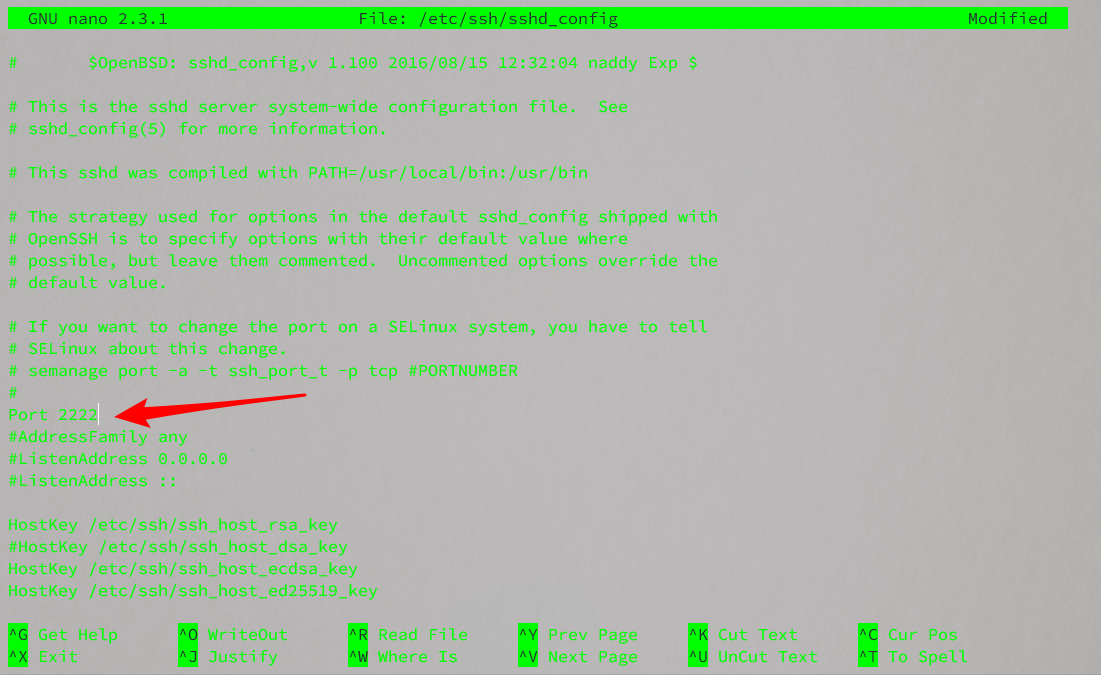 GNU nano 2.3.1 File: /etc/ssh/sshd_config Modified
# $OpenBSD: sshd_config,v 1.100 2016/08/15 12:32:04 naddy Exp $
# This is the sshd server system-wide configuration file. See
# sshd_config(5) for more information.
# This sshd was compiled with PATH=/usr/local/bin:/usr/bin
# The strategy used for options in the default sshd_config shipped with
# OpenSSH is to specify options with their default value where
# possible, but leave them commented. Uncommented options override the
# default value.
# If you want to change the port on a SELinux system, you have to tell
# SELinux about this change.
# semanage port -a -t ssh_port_t -p tcp #PORTNUMBER
#
Port 2222
#AddressFamily any
#ListenAddress 0.0.0.0
#ListenAddress ::
HostKey /etc/ssh/ssh_host_rsa_key
#HostKey /etc/ssh/ssh_host_dsa_key
HostKey /etc/ssh/ssh_host_ecdsa_key
HostKey /etc/ssh/ssh_host_ed25519_key
^G Get Help ^O WriteOut ^R Read File ^Y Prev Page ^K Cut Text ^C Cur Pos
^X Exit ^J Justify ^W Where Is ^V Next Page ^U UnCut Text ^T To Spell